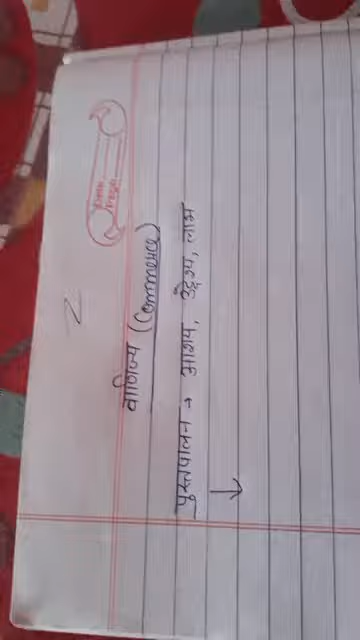 वाणिज्य (Commerce)
पुस्तपालन → आशय, उद्देश्य, लाभ
↓